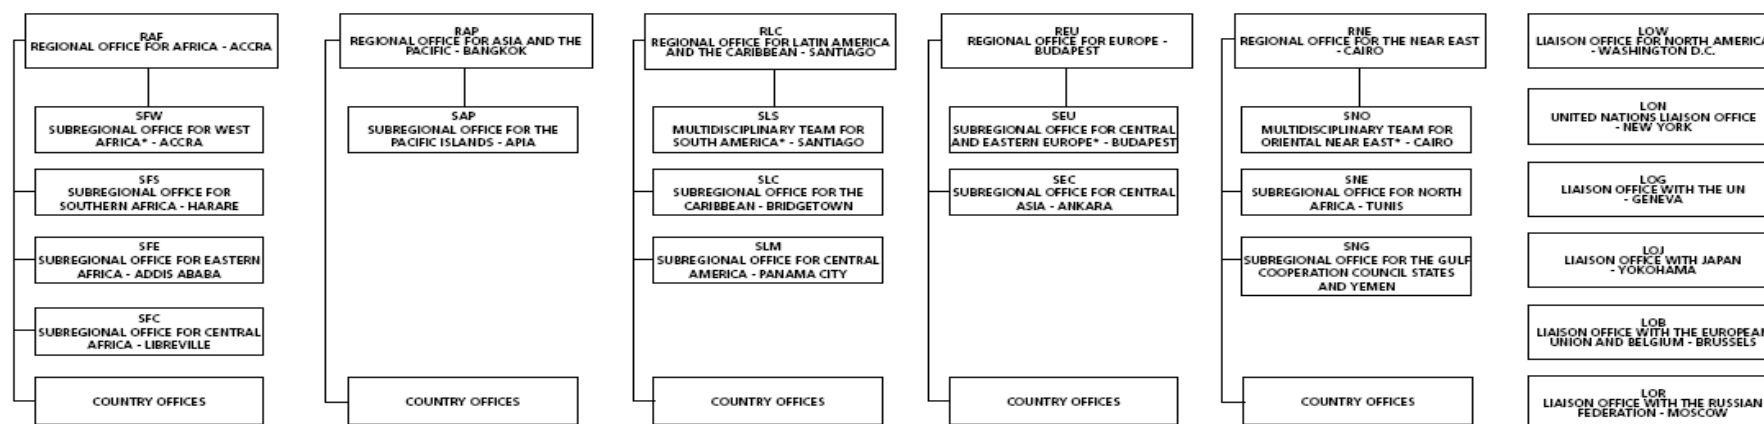 RAF
REGIONAL OFFICE FOR AFRICA - ACCRA
SFW
SUBREGIONAL OFFICE FOR WEST
AFRICA* - ACCRA
SFS
SUBREGIONAL OFFICE FOR
SOUTHERN AFRICA - HARARE
SFE
SUBREGIONAL OFFICE FOR EASTERN
AFRICA - ADDIS ABABA
SFC
SUBREGIONAL OFFICE FOR CENTRAL
AFRICA - LIBREVILLE
COUNTRY OFFICES
RAP
REGIONAL OFFICE FOR ASIA AND THE
PACIFIC - BANGKOK
SAP
SUBREGIONAL OFFICE FOR THE
PACIFIC ISLANDS - APIA
COUNTRY OFFICES
RLC
REGIONAL OFFICE FOR LATIN AMERICA
AND THE CARIBBEAN - SANTIAGO
SLS
MULTIDISCIPLINARY TEAM FOR
SOUTH AMERICA* - SANTIAGO
SLC
SUBREGIONAL OFFICE FOR THE
CARIBBEAN - BRIDGETOWN
SLM
SUBREGIONAL OFFICE FOR CENTRAL
AMERICA - PANAMA CITY
COUNTRY OFFICES
REU
REGIONAL OFFICE FOR EUROPE -
BUDAPEST
SEU
SUBREGIONAL OFFICE FOR CENTRAL
AND EASTERN EUROPE* - BUDAPEST
SEC
SUBREGIONAL OFFICE FOR CENTRAL
ASIA - ANKARA
COUNTRY OFFICES
RNE
REGIONAL OFFICE FOR THE NEAR EAST
- CAIRO
SNO
MULTIDISCIPLINARY TEAM FOR
ORIENTAL NEAR EAST* - CAIRO
SNE
SUBREGIONAL OFFICE FOR NORTH
AFRICA - TUNIS
SNG
SUBREGIONAL OFFICE FOR THE GULF
COOPERATION COUNCIL STATES
AND YEMEN
COUNTRY OFFICES
LOW
LIAISON OFFICE FOR NORTH AMERICA
- WASHINGTON D.C.
LON
UNITED NATIONS LIAISON OFFICE
- NEW YORK
LOG
LIAISON OFFICE WITH THE UN
- GENEVA
LOJ
LIAISON OFFICE WITH JAPAN
- YOKOHAMA
LOB
LIAISON OFFICE WITH THE EUROPEAN
UNION AND BELGIUM - BRUSSELS
LOR
LIAISON OFFICE WITH THE RUSSIAN
FEDERATION - MOSCOW